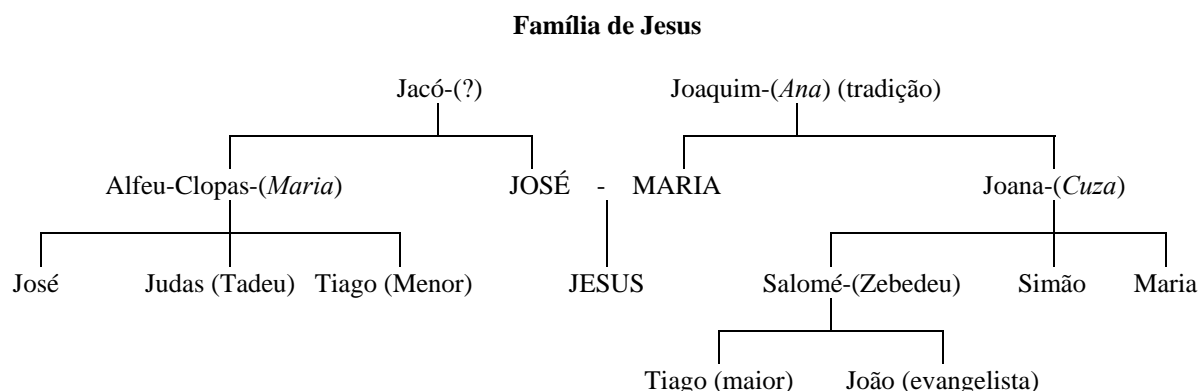 Família de Jesus
Jacó-(?) Joaquim-(Ana) (tradição)
Alfeu-Clopas-(Maria) JOSÉ - MARIA Joana-(Cuza)
José Judas (Tadeu) Tiago (Menor) JESUS Salomé-(Zebedeu) Simão Maria
Tiago (maior) João (evangelista)